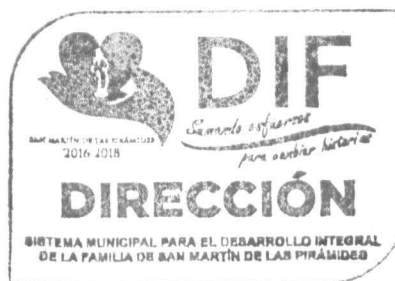 DIF
Sumando esfuerzos
para cambiar historias
SAN MARTÍN DE LAS PIRÁMIDES
2016-2018
DIRECCIÓN
SISTEMA MUNICIPAL PARA EL DESARROLLO INTEGRAL
DE LA FAMILIA DE SAN MARTÍN DE LAS PIRÁMIDES